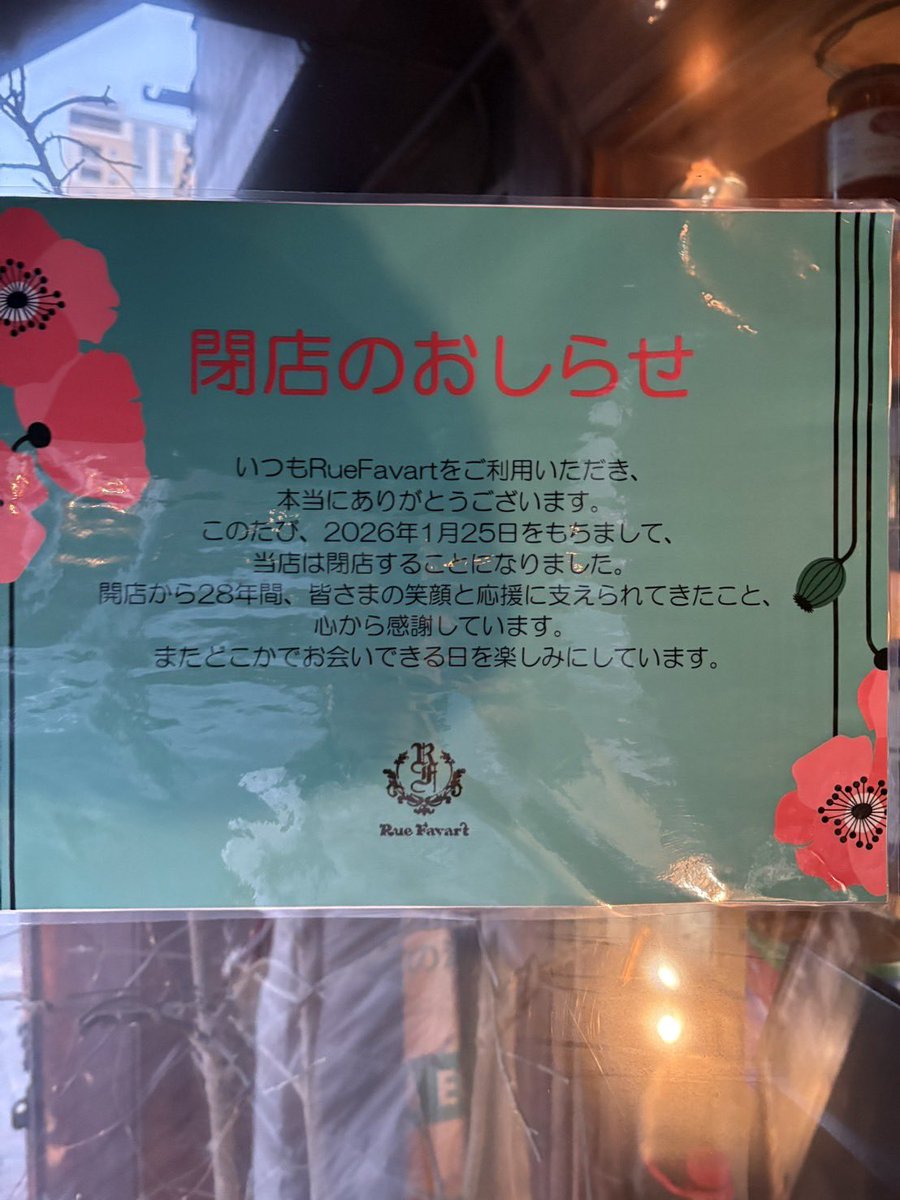 閉店のおしらせ
いつもRueFavartをご利用いただき、
本当にありがとうございます。
このたび、2026年1月25日をもちまして、
当店は閉店することになりました。
開店から28年間、皆さまの笑顔と応援に支えられてきたこと、
心から感謝しています。
またどこかでお会いできる日を楽しみにしています。
RF
Rue Favart